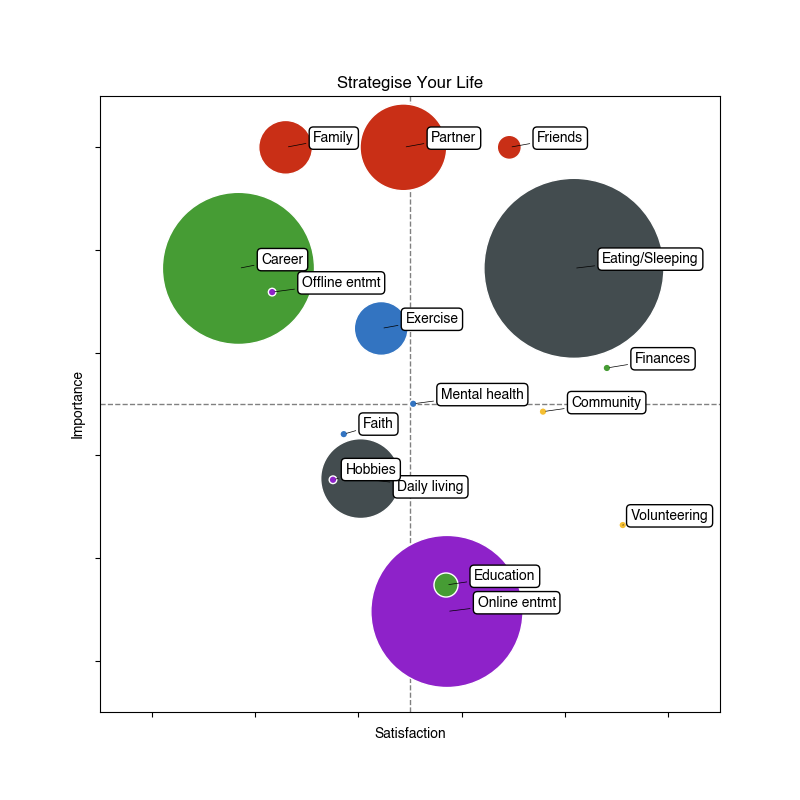 Strategise Your Life
Family
Partner
Friends
Career
Eating/Sleeping
Offline entmt
Exercise
Finances
Mental health
Community
Faith
Hobbies
Daily living
Volunteering
Education
Online entmt
Importance
Satisfaction